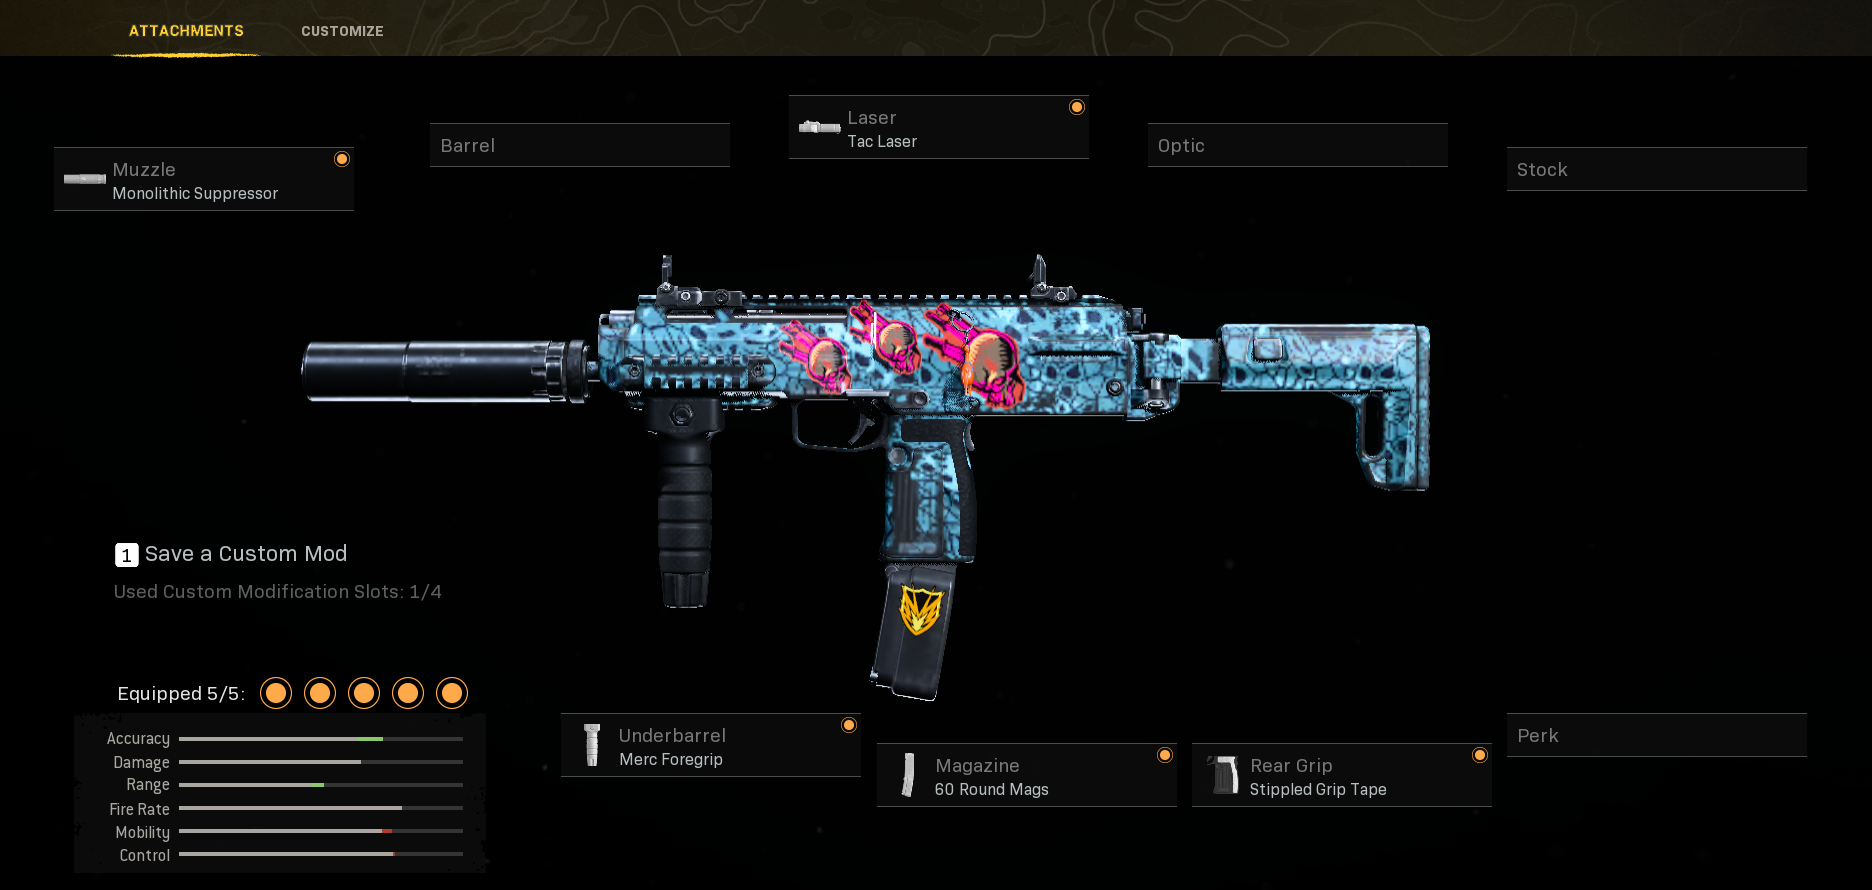 ATTACHMENTS
CUSTOMIZE
Muzzle
Monolithic Suppressor
Barrel
Laser
Tac Laser
Optic
Stock
1 Save a Custom Mod
Used Custom Modification Slots: 1/4
Equipped 5/5:
Accuracy
Damage
Range
Fire Rate
Mobility
Control
Underbarrel
Merc Foregrip
Magazine
60 Round Mags
Rear Grip
Stippled Grip Tape
Perk